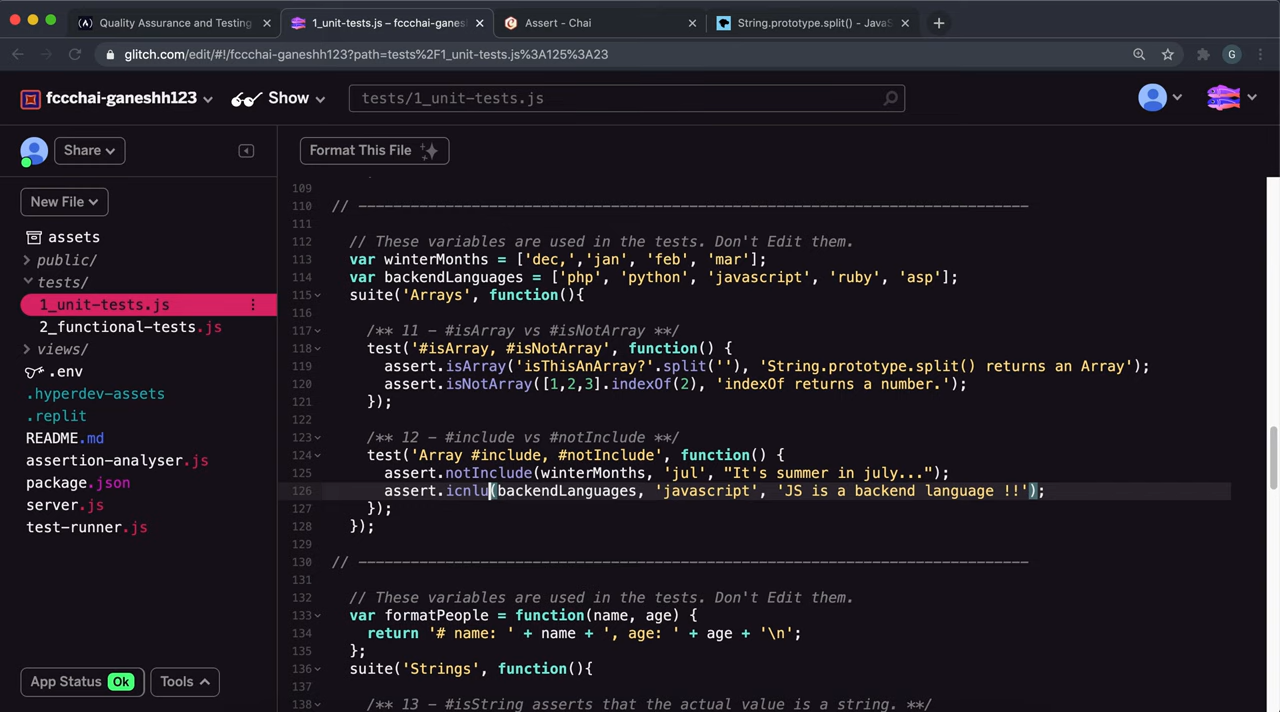 Quality Assurance and Testing
1_unit-tests.js – fccchai-ganesh
Assert - Chai
String.prototype.split() - JavaS
glitch.com/edit/#!/fccchai-ganeshh123?path=tests%2F1_unit-tests.js%3A125%3A23
G
fccchai-ganeshh123
Show
tests/1_unit-tests.js
Share
Format This File
New File
assets
public/
tests/
1_unit-tests.js
2_functional-tests.js
views/
.env
.hyperdev-assets
.replit
README.md
assertion-analyser.js
package.json
server.js
test-runner.js
App Status Ok
Tools
109
110 // ----------------------------------------------------------------------------
111
112 // These variables are used in the tests. Don't Edit them.
113 var winterMonths = ['dec,','jan', 'feb', 'mar'];
114 var backendLanguages = ['php', 'python', 'javascript', 'ruby', 'asp'];
115 suite('Arrays', function(){
116
117 /** 11 - #isArray vs #isNotArray **/
118 test('#isArray, #isNotArray', function() {
119 assert.isArray('isThisAnArray?'.split(''), 'String.prototype.split() returns an Array');
120 assert.isNotArray([1,2,3].indexOf(2), 'indexOf returns a number.');
121 });
122
123 /** 12 - #include vs #notInclude **/
124 test('Array #include, #notInclude', function() {
125 assert.notInclude(winterMonths, 'jul', "It's summer in july...");
126 assert.icnlu(backendLanguages, 'javascript', 'JS is a backend language !!');
127 });
128 });
129
130 // ----------------------------------------------------------------------------
131
132 // These variables are used in the tests. Don't Edit them.
133 var formatPeople = function(name, age) {
134 return '# name: ' + name + ', age: ' + age + '\n';
135 };
136 suite('Strings', function(){
137
138 /** 13 - #isString asserts that the actual value is a string. **/